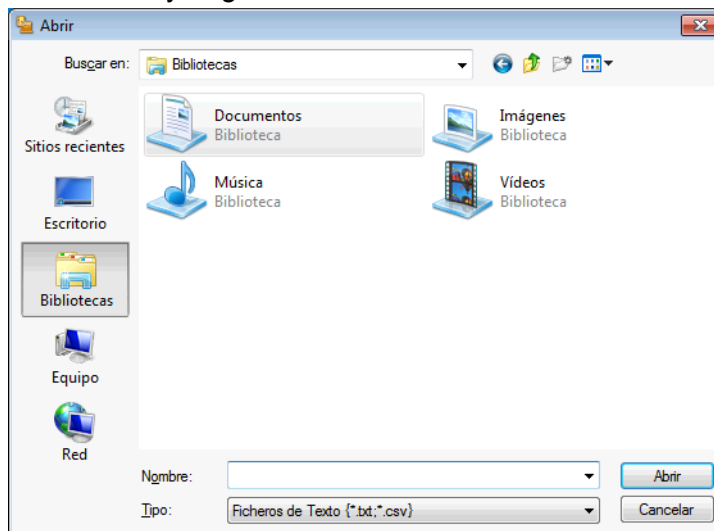 Abrir
Buscar en:
Bibliotecas
Sitios recientes
Escritorio
Bibliotecas
Equipo
Red
Documentos
Biblioteca
Imágenes
Biblioteca
Música
Biblioteca
Vídeos
Biblioteca
Nombre:
Abrir
Tipo:
Ficheros de Texto {*.txt;*.csv}
Cancelar